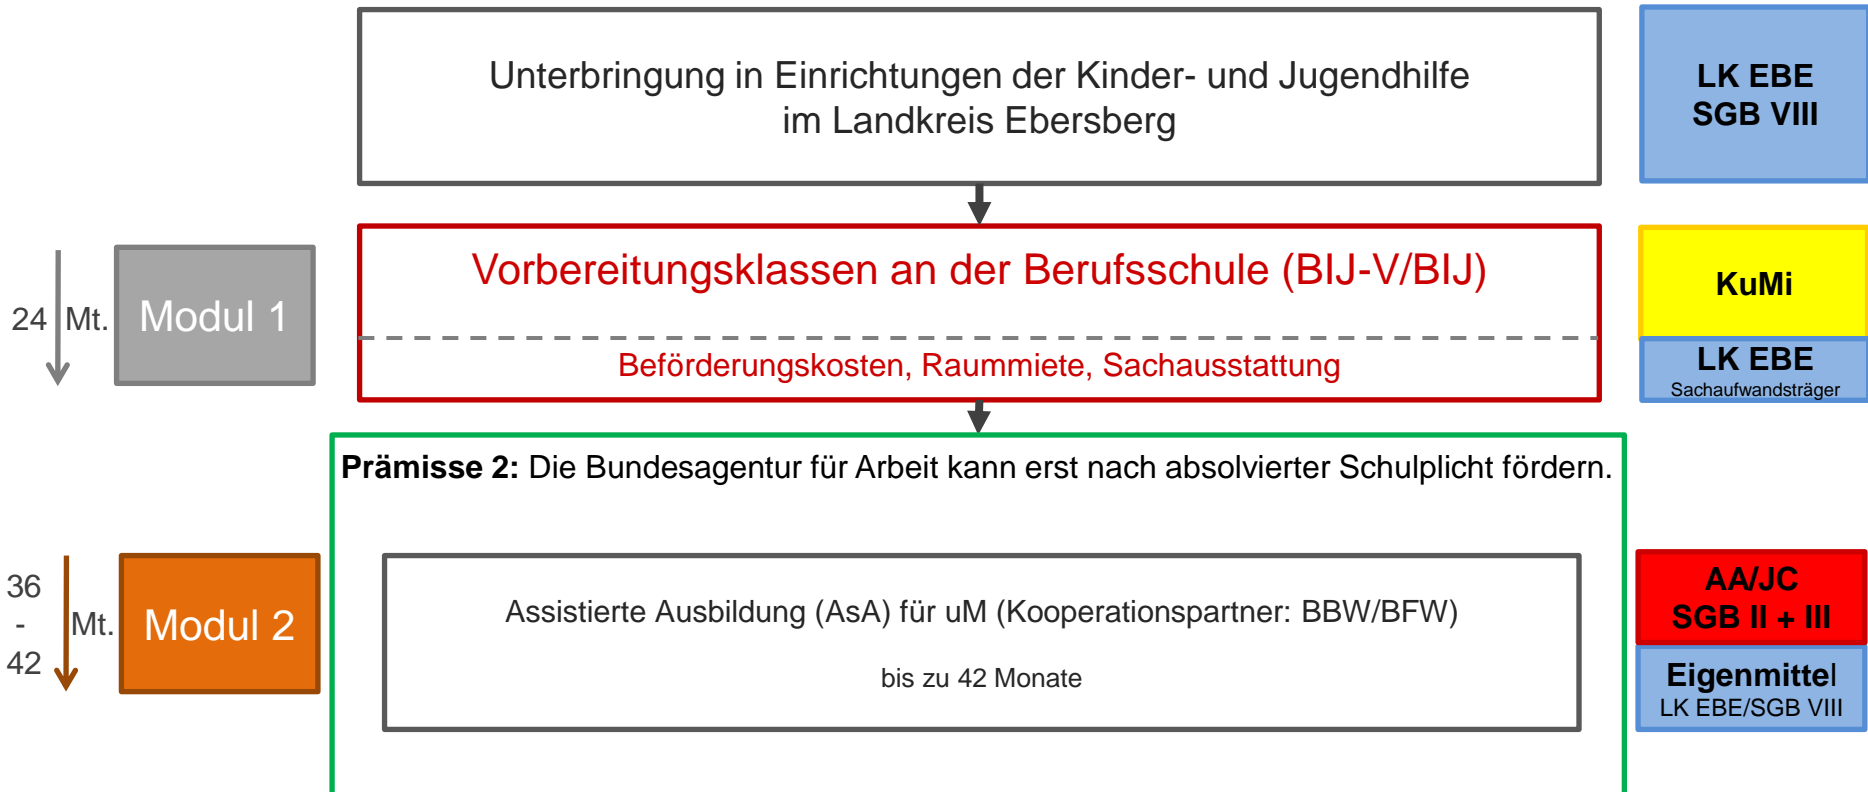 Unterbringung in Einrichtungen der Kinder- und Jugendhilfe
im Landkreis Ebersberg
LK EBE
SGB VIII
24 Mt.
Modul 1
Vorbereitungsklassen an der Berufsschule (BIJ-V/BIJ)
Beförderungskosten, Raummiete, Sachausstattung
KuMi
LK EBE
Sachaufwandsträger
Prämisse 2: Die Bundesagentur für Arbeit kann erst nach absolvierter Schulplicht fördern.
36
-
42
Mt.
Modul 2
Assistierte Ausbildung (AsA) für uM (Kooperationspartner: BBW/BFW)
bis zu 42 Monate
AA/JC
SGB II + III
Eigenmittel
LK EBE/SGB VIII